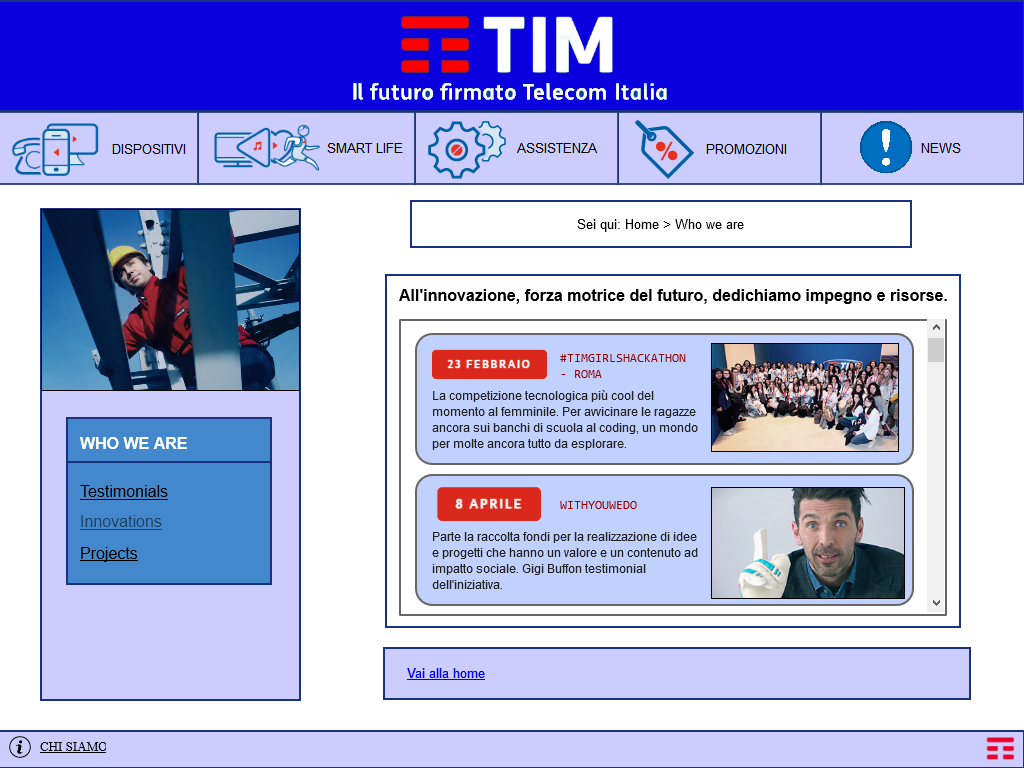 TIM
Il futuro firmato Telecom Italia
DISPOSITIVI
SMART LIFE
ASSISTENZA
PROMOZIONI
NEWS
Sei qui: Home > Who we are
WHO WE ARE
Testimonials
Innovations
Projects
All'innovazione, forza motrice del futuro, dedichiamo impegno e risorse.
23 FEBBRAIO
#TIMGIRLSHACKATHON
- ROMA
La competizione tecnologica più cool del
momento al femminile. Per avvicinare le ragazze
ancora sui banchi di scuola al coding, un mondo
per molte ancora tutto da esplorare.
8 APRILE
WITHYOUWEDO
Parte la raccolta fondi per la realizzazione di idee
e progetti che hanno un valore e un contenuto ad
impatto sociale. Gigi Buffon testimonial
dell'iniziativa.
Vai alla home
CHI SIAMO